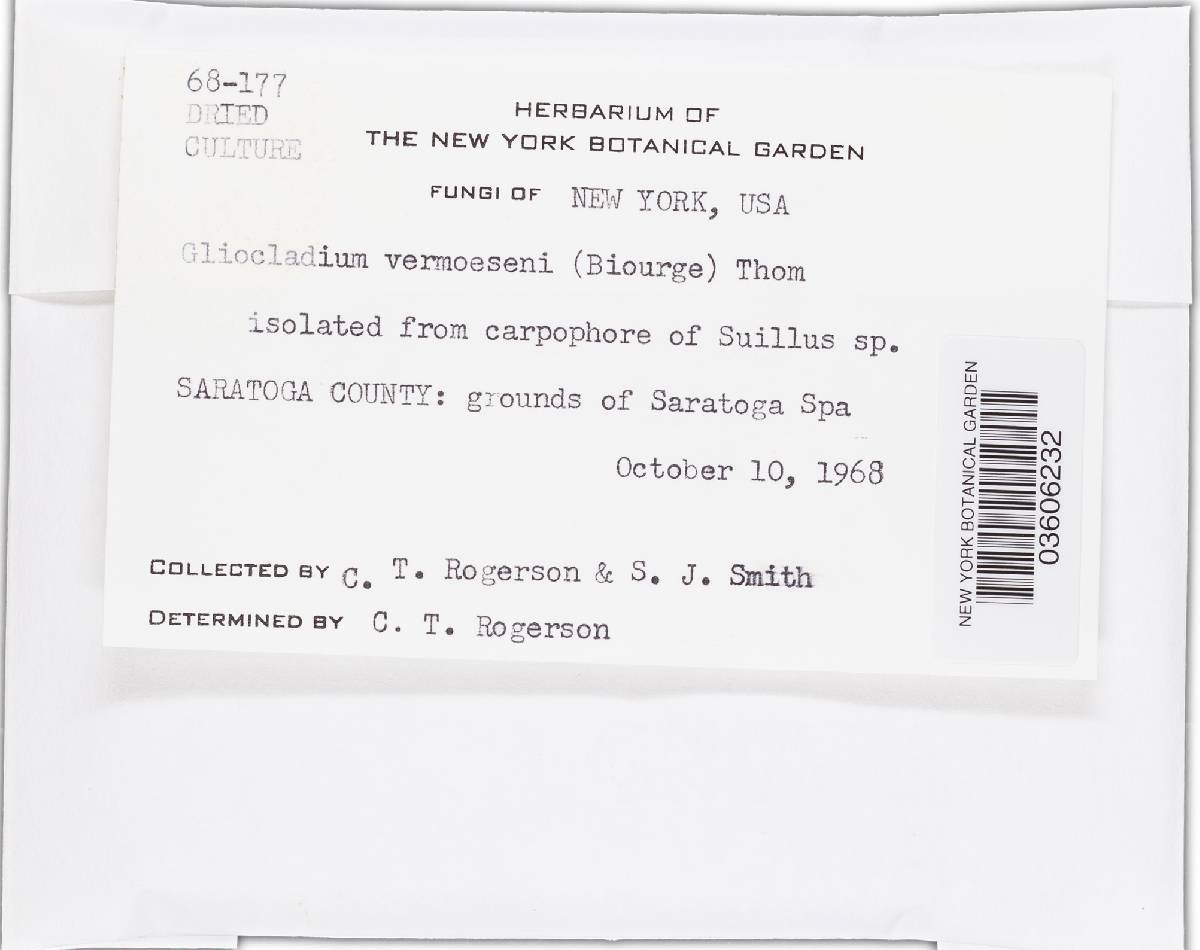 68-177
DRIED
CULTURE
HERBARIUM OF
THE NEW YORK BOTANICAL GARDEN
FUNGI OF NEW YORK, USA
Gliocladium vermoeseni (Biourge) Thom
isolated from carpophore of Suillus sp.
SARATOGA COUNTY: grounds of Saratoga Spa
October 10, 1968
COLLECTED BY C. T. Rogerson & S. J. Smith
DETERMINED BY C. T. Rogerson
NEW YORK BOTANICAL GARDEN
03606232